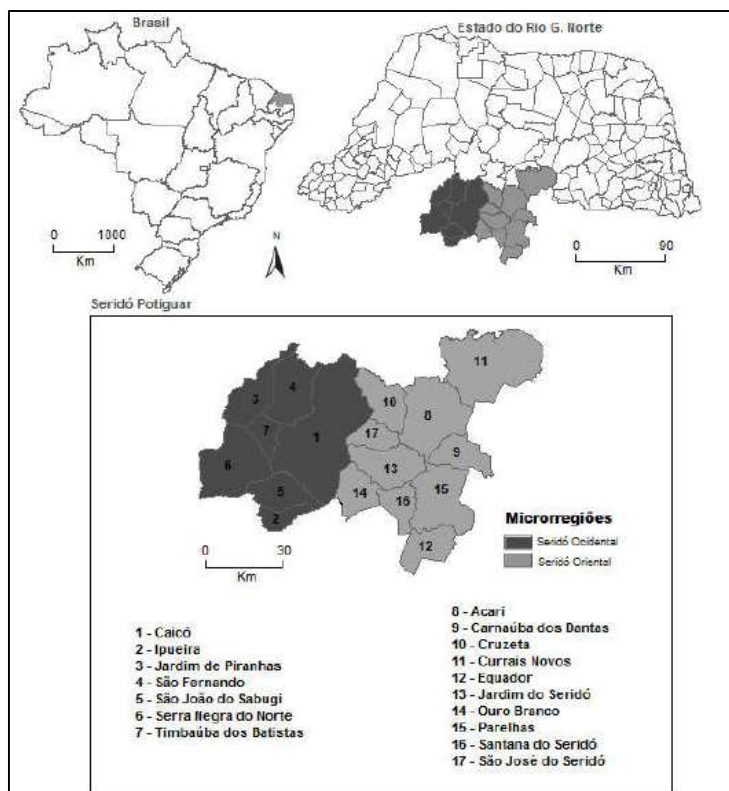 Brasil
Estado do Rio G. Norte
0 1000
Km
N
0 90
Km
Seridó Potiguar
11
3
4
10
8
7
1
17
9
6
13
5
14
16
15
2
12
0 30
Km
Microrregiões
Seridó Ocidental
Seridó Oriental
1 - Caicó
2 - Ipueira
3 - Jardim de Piranhas
4 - São Fernando
5 - São João do Sabugi
6 - Serra Negra do Norte
7 - Timbaúba dos Batistas
8 - Acari
9 - Carnaúba dos Dantas
10 - Cruzeta
11 - Currais Novos
12 - Equador
13 - Jardim do Seridó
14 - Ouro Branco
15 - Parelhas
16 - Santana do Seridó
17 - São José do Seridó